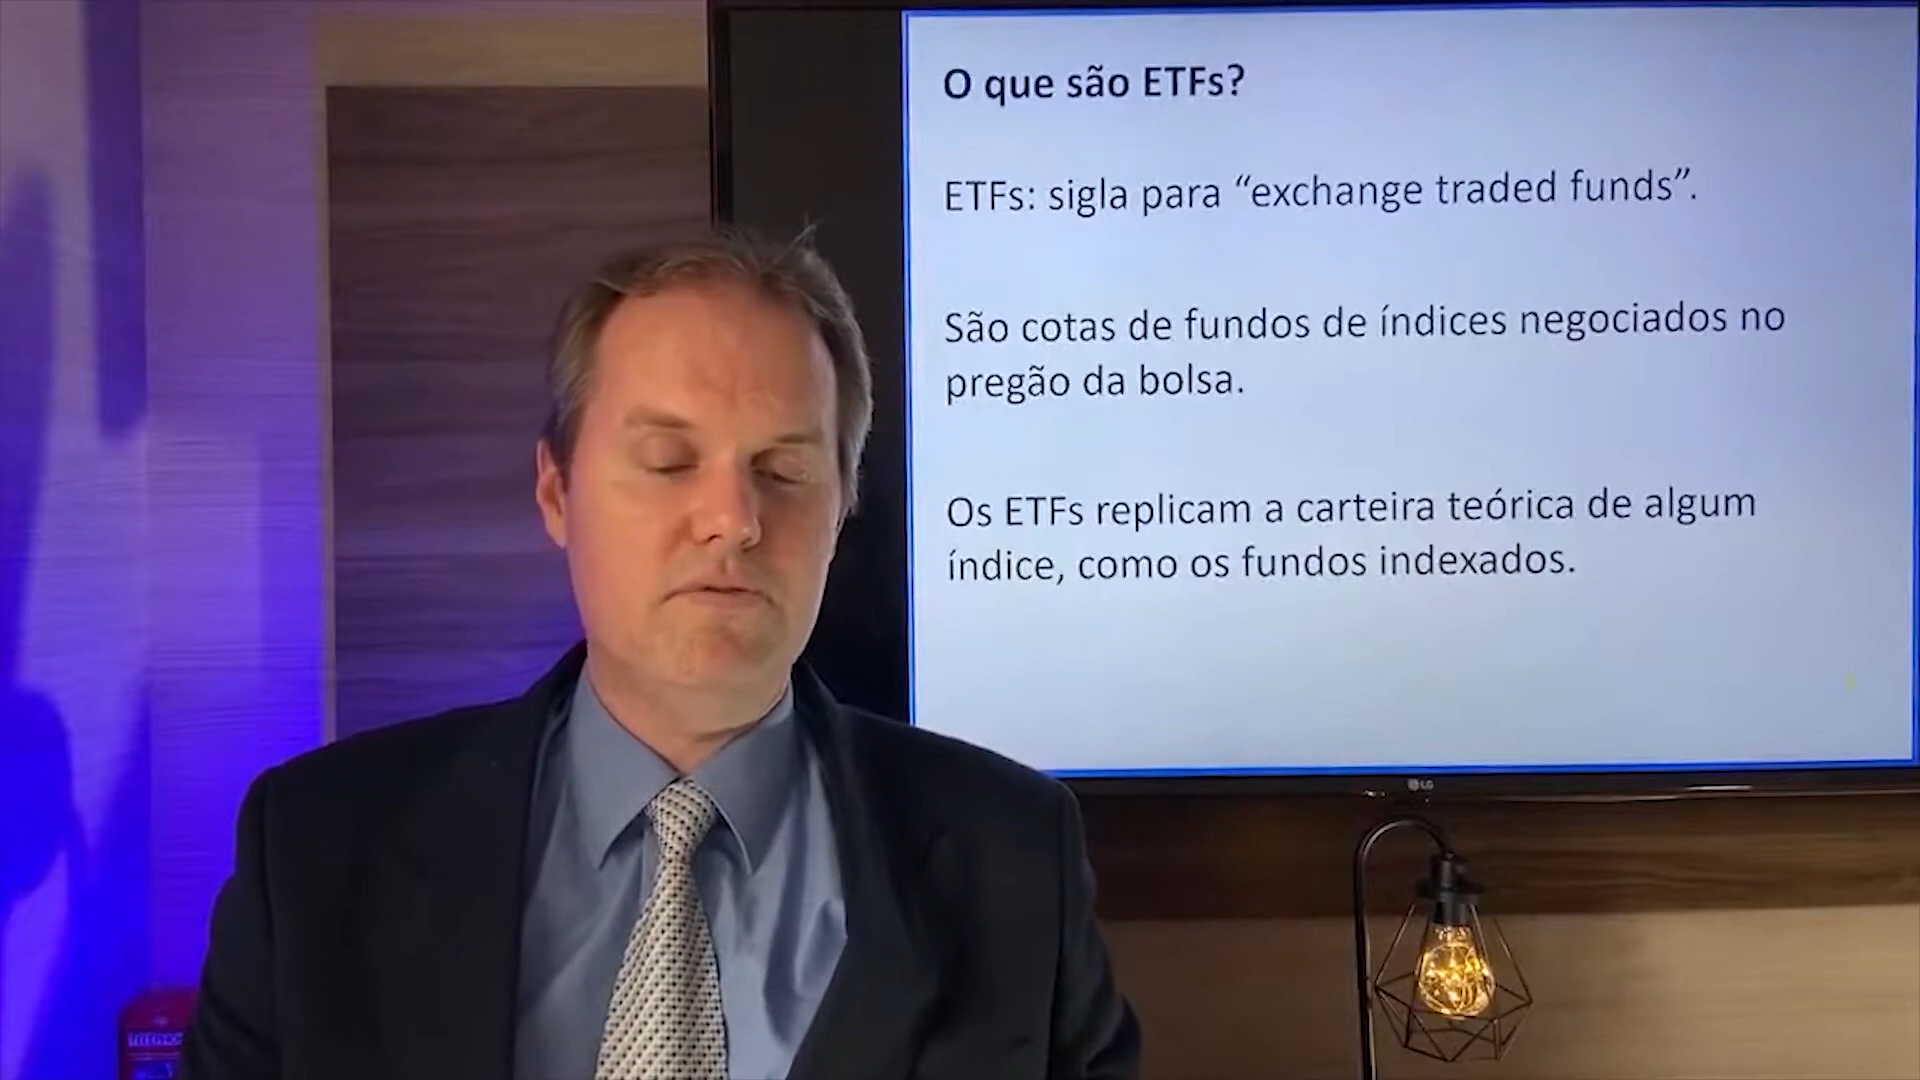 O que são ETFs?
ETFs: sigla para “exchange traded funds”.
São cotas de fundos de índices negociados no
pregão da bolsa.
Os ETFs replicam a carteira teórica de algum
índice, como os fundos indexados.
LG